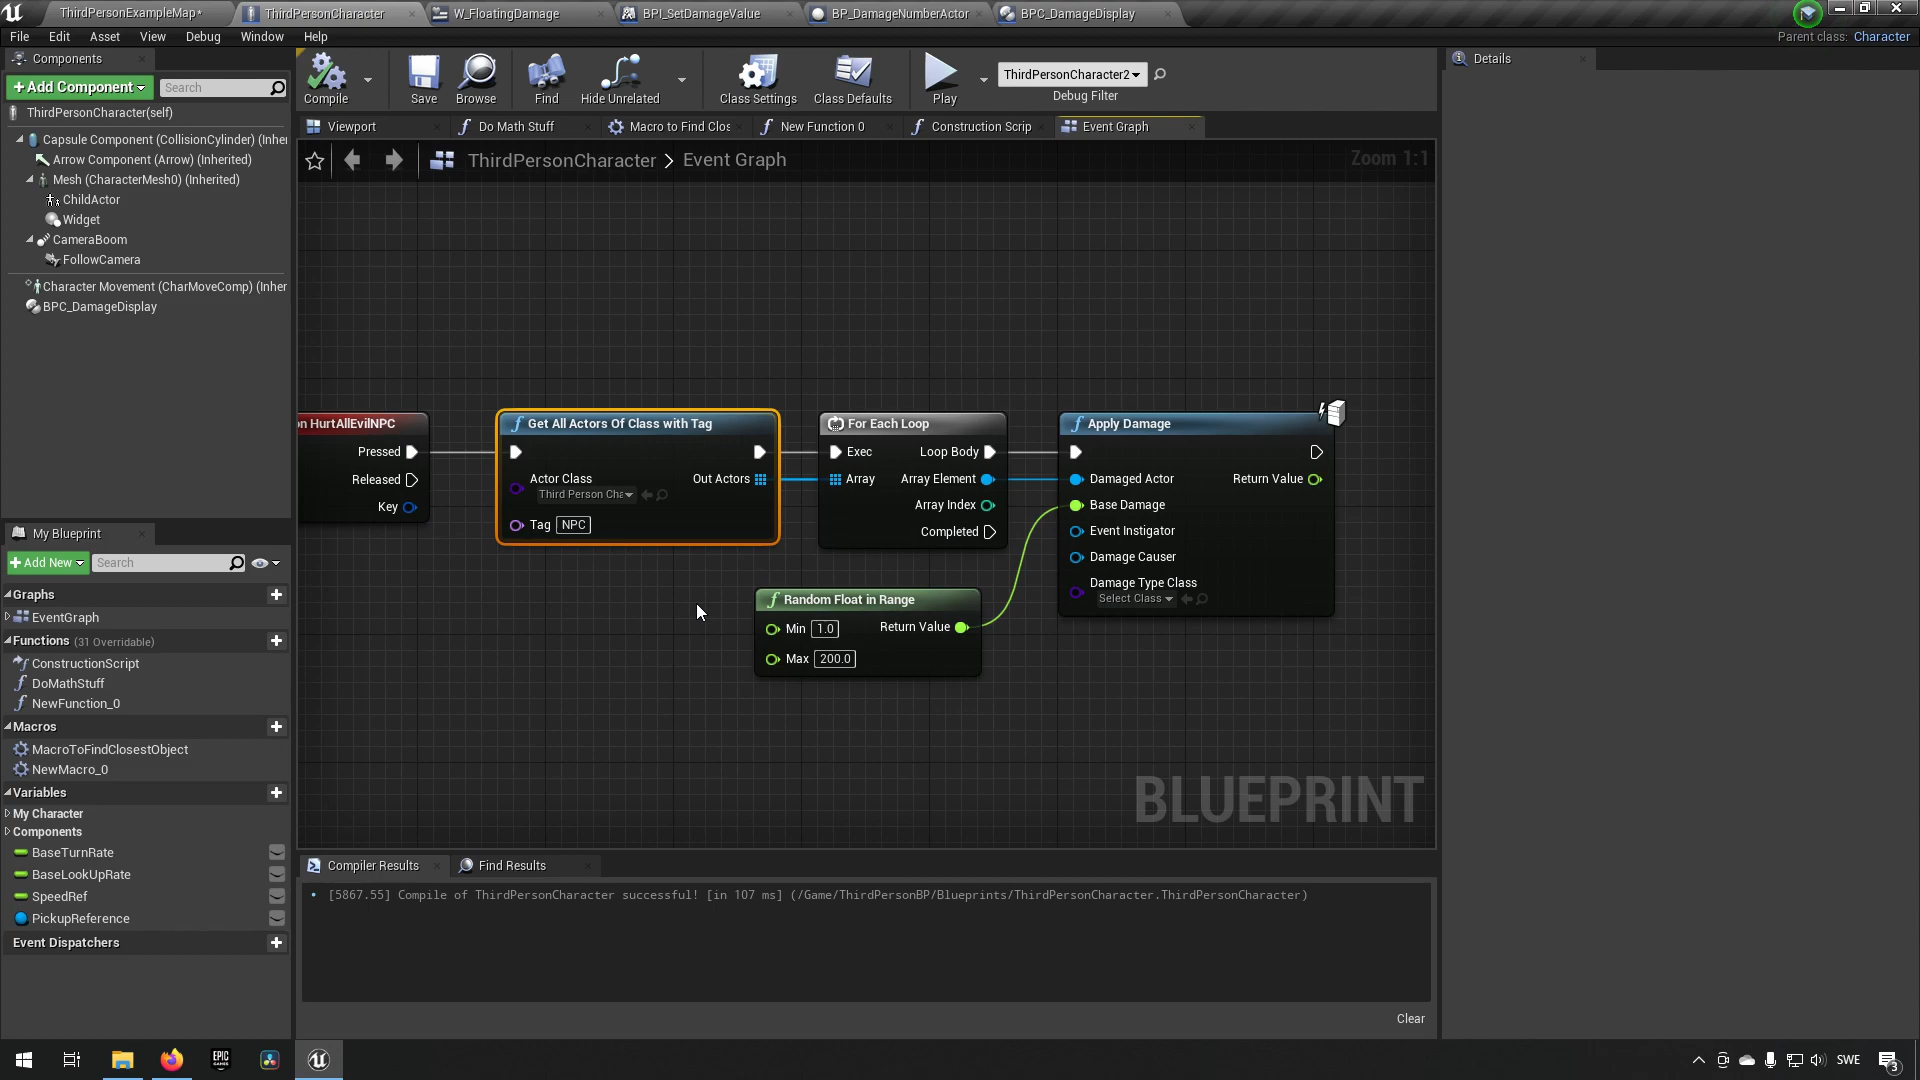 ThirdPersonExampleMap*
ThirdPersonCharacter
W_FloatingDamage
BPI_SetDamageValue
BP_DamageNumberActor
BPC_DamageDisplay
File
Edit
Asset
View
Debug
Window
Help
Parent class: Character
Components
+Add Component
Search
ThirdPersonCharacter(self)
Capsule Component (CollisionCylinder) (Inher
Arrow Component (Arrow) (Inherited)
Mesh (CharacterMesh0) (Inherited)
ChildActor
Widget
CameraBoom
FollowCamera
Character Movement (CharMoveComp) (Inher
BPC_DamageDisplay
My Blueprint
+Add New
Search
Graphs
EventGraph
Functions (31 Overridable)
ConstructionScript
DoMathStuff
NewFunction_0
Macros
MacroToFindClosestObject
NewMacro_0
Variables
My Character
Components
BaseTurnRate
BaseLookUpRate
SpeedRef
PickupReference
Event Dispatchers
Compile
Save
Browse
Find
Hide Unrelated
Class Settings
Class Defaults
Play
ThirdPersonCharacter2
Debug Filter
Viewport
Do Math Stuff
Macro to Find Clos
New Function 0
Construction Scrip
Event Graph
ThirdPersonCharacter > Event Graph
Zoom 1:1
on HurtAllEvilNPC
Pressed
Released
Key
Get All Actors Of Class with Tag
Actor Class
Third Person Cha
Out Actors
Tag NPC
For Each Loop
Exec
Loop Body
Array
Array Element
Array Index
Completed
Apply Damage
Damaged Actor
Return Value
Base Damage
Event Instigator
Damage Causer
Damage Type Class
Select Class
Random Float in Range
Min 1.0
Return Value
Max 200.0
BLUEPRINT
Compiler Results
Find Results
[5867.55] Compile of ThirdPersonCharacter successful! [in 107 ms] (/Game/ThirdPersonBP/Blueprints/ThirdPersonCharacter.ThirdPersonCharacter)
Clear
Details
EPIC
GAMES
SWE
3